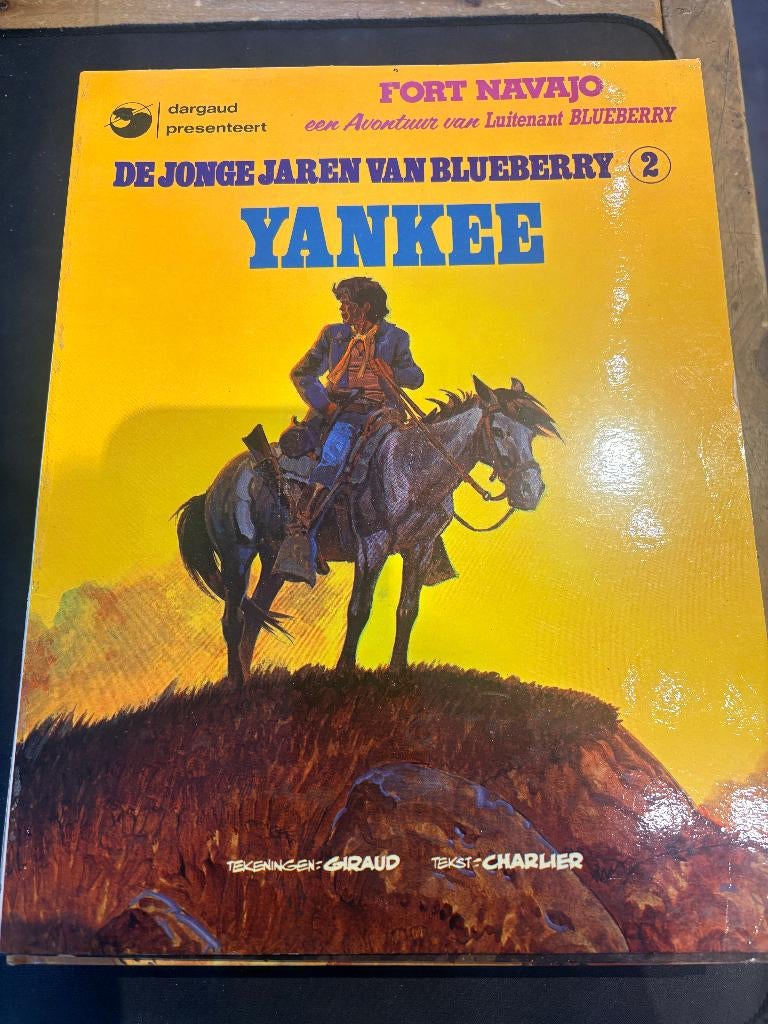 dargaud
presenteert
FORT NAVAJO
een Avontuur van Luitenant BLUEBERRY
DE JONGE JAREN VAN BLUEBERRY 2
YANKEE
TEKENINGEN:-GIRAUD TEKST:-CHARLIER